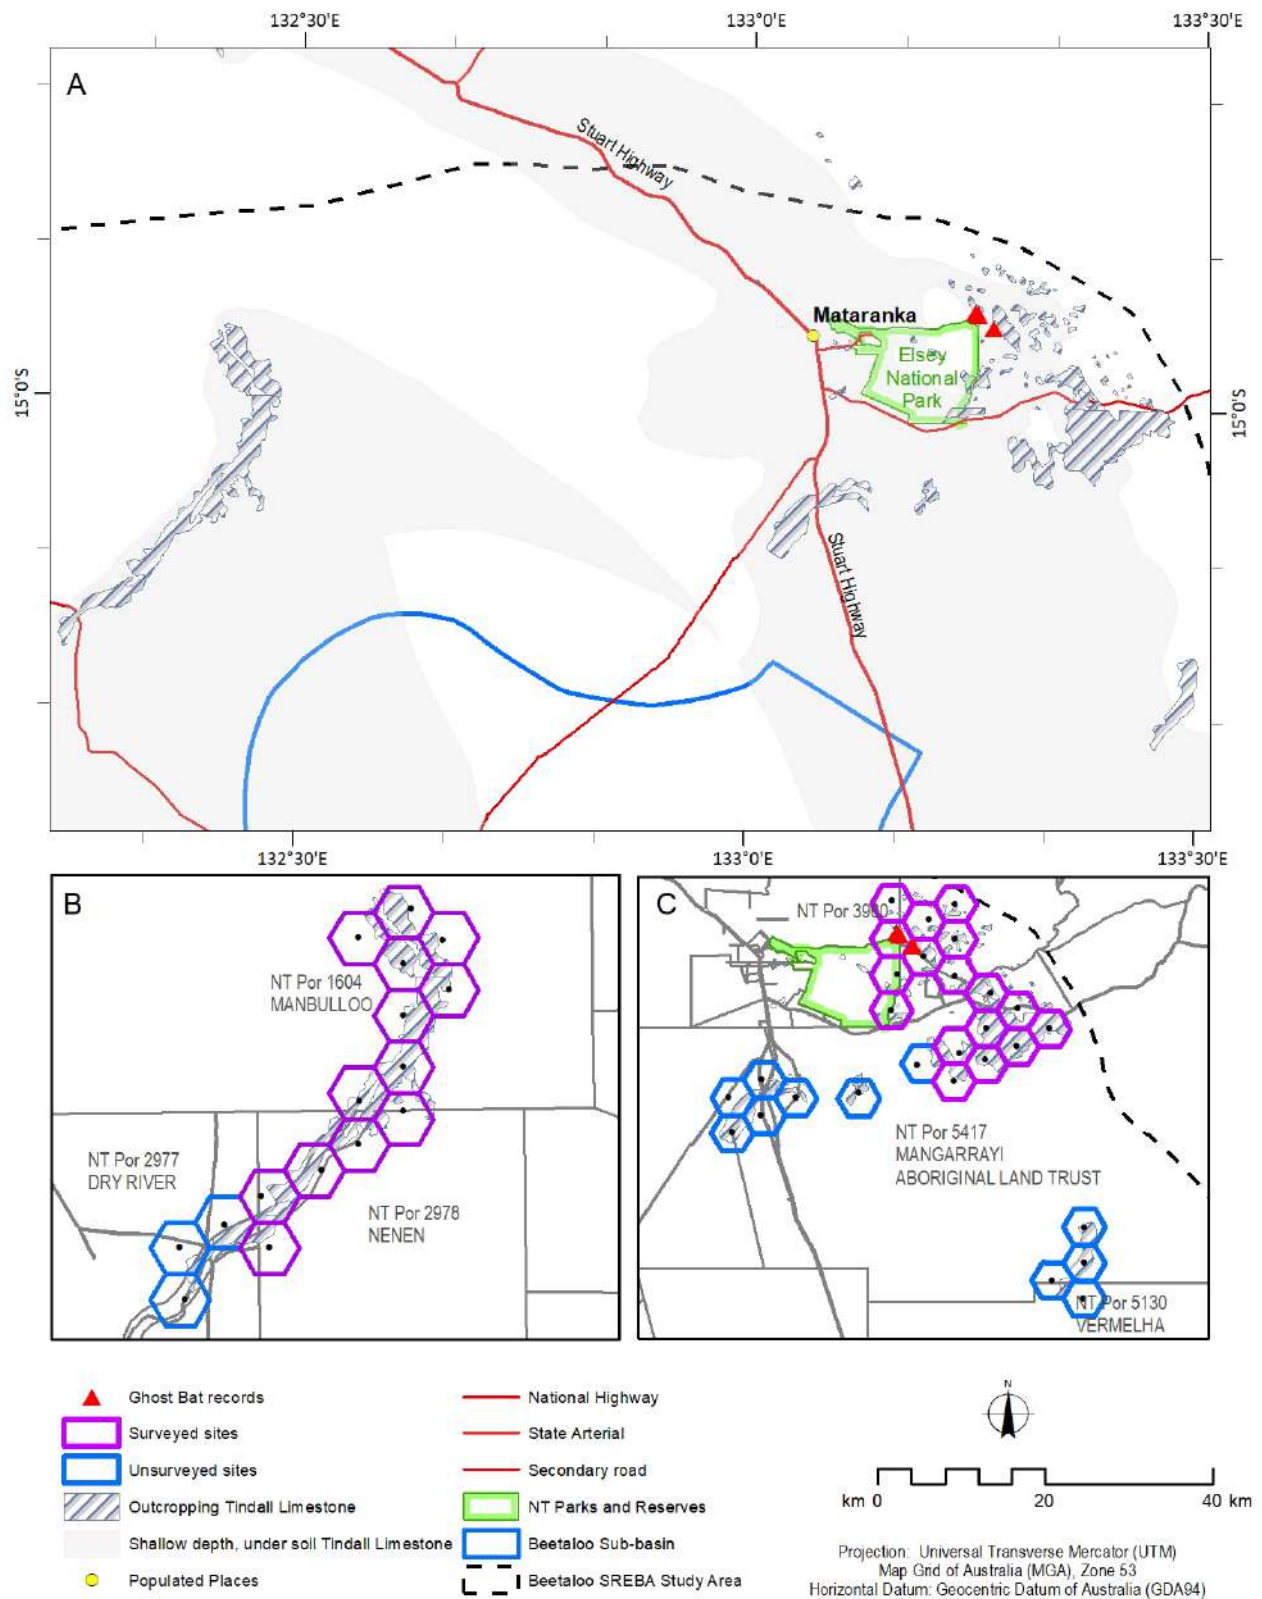 132°30'E
133°0'E
133°30'E
A
Stuart Highway
Mataranka
Elsey
National
Park
15°0'S
15°0'S
Stuart Highway
132°30'E
133°0'E
133°30'E
B
NT Por 1604
MANBULLOO
NT Por 2977
DRY RIVER
NT Por 2978
NENEN
C
NT Por 3980
NT Por 5417
MANGARRAYI
ABORIGINAL LAND TRUST
NT Por 5130
VERMELHA
Ghost Bat records
Surveyed sites
Unsurveyed sites
Outcropping Tindall Limestone
Shallow depth, under soil Tindall Limestone
Populated Places
National Highway
State Arterial
Secondary road
NT Parks and Reserves
Beetaloo Sub-basin
Beetaloo SREBA Study Area
N
km 0 20 40 km
Projection: Universal Transverse Mercator (UTM)
Map Grid of Australia (MGA), Zone 53
Horizontal Datum: Geocentric Datum of Australia (GDA94)